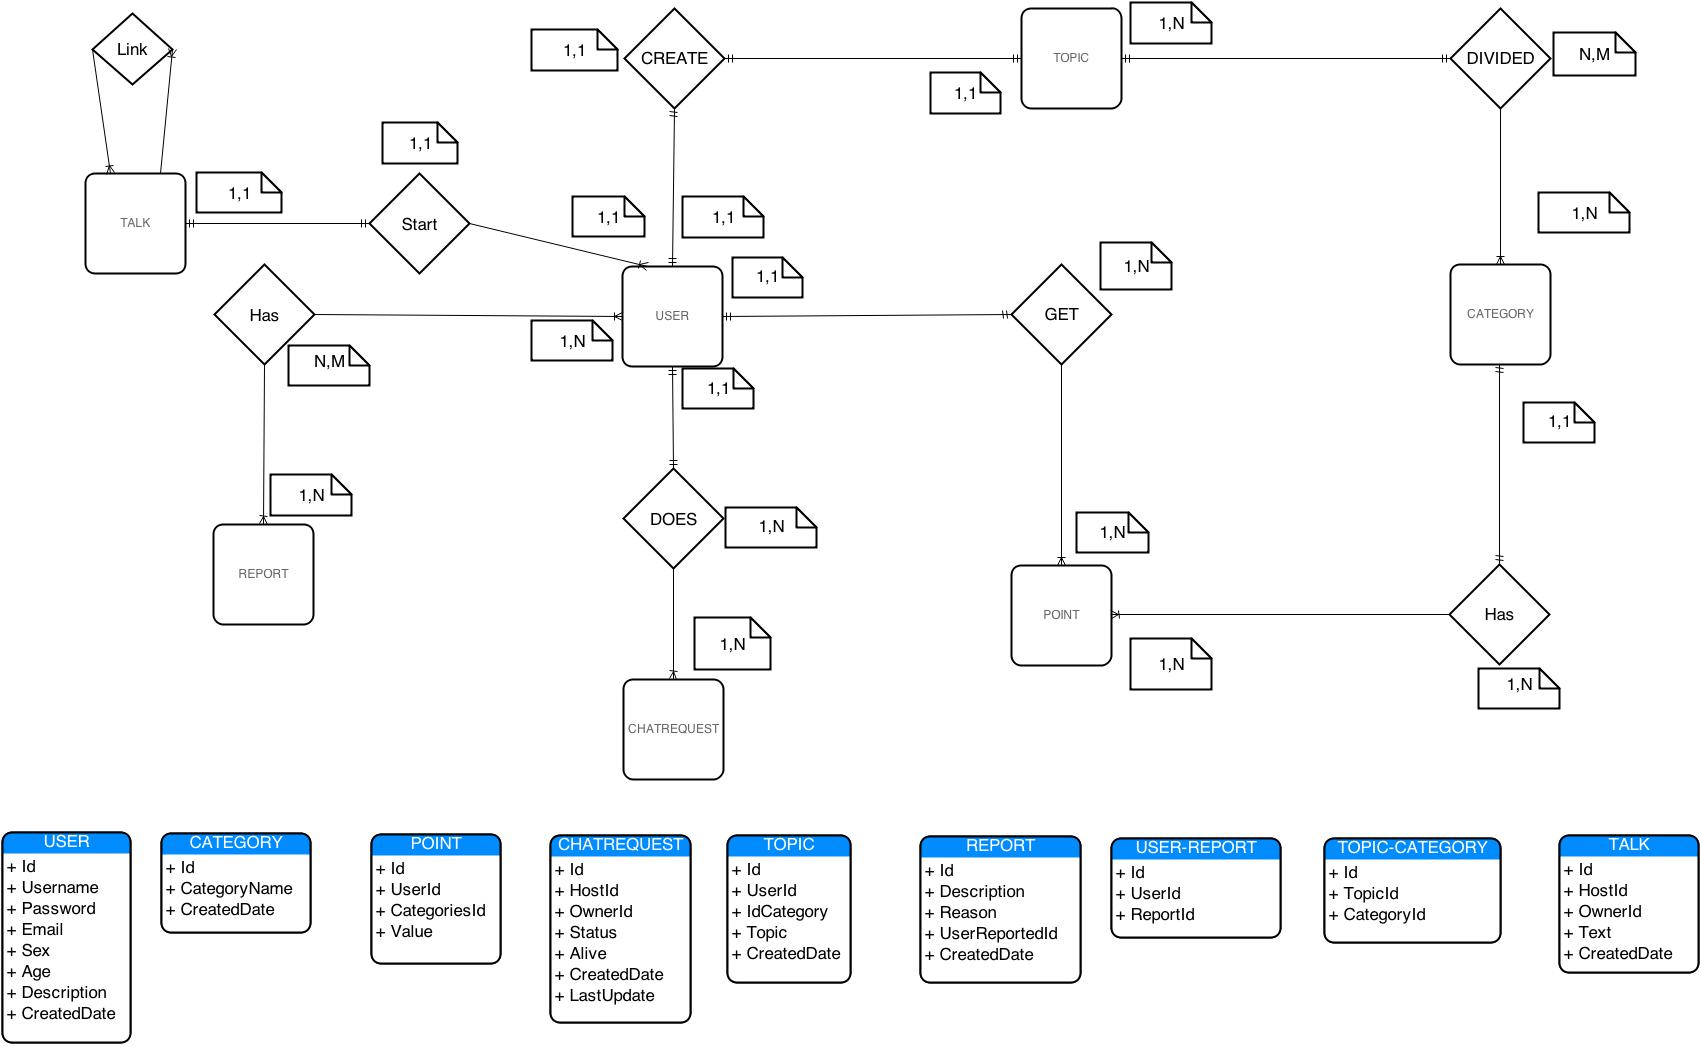 Link
1,1
CREATE
TOPIC
1,N
DIVIDED
N,M
1,1
1,1
1,1
TALK
Start
1,1
1,1
1,N
1,1
1,N
Has
USER
GET
CATEGORY
1,N
N,M
1,1
1,1
1,N
DOES
1,N
1,N
REPORT
POINT
Has
1,N
1,N
1,N
CHATREQUEST
USER
+ Id
+ Username
+ Password
+ Email
+ Sex
+ Age
+ Description
+ CreatedDate
CATEGORY
+ Id
+ CategoryName
+ CreatedDate
POINT
+ Id
+ UserId
+ CategoriesId
+ Value
CHATREQUEST
+ Id
+ HostId
+ OwnerId
+ Status
+ Alive
+ CreatedDate
+ LastUpdate
TOPIC
+ Id
+ UserId
+ IdCategory
+ Topic
+ CreatedDate
REPORT
+ Id
+ Description
+ Reason
+ UserReportedId
+ CreatedDate
USER-REPORT
+ Id
+ UserId
+ ReportId
TOPIC-CATEGORY
+ Id
+ TopicId
+ CategoryId
TALK
+ Id
+ HostId
+ OwnerId
+ Text
+ CreatedDate